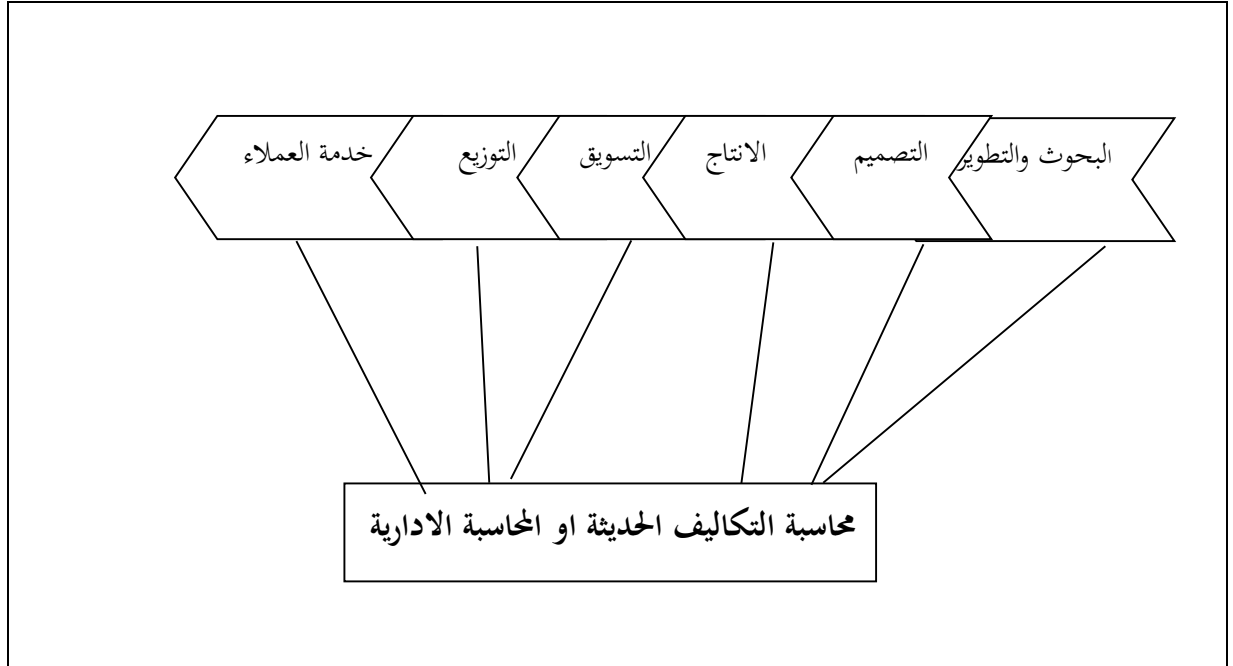 البحوث والتطوير
التصميم
الانتاج
التسويق
التوزيع
خدمة العملاء
محاسبة التكاليف الحديثة او المحاسبة الادارية